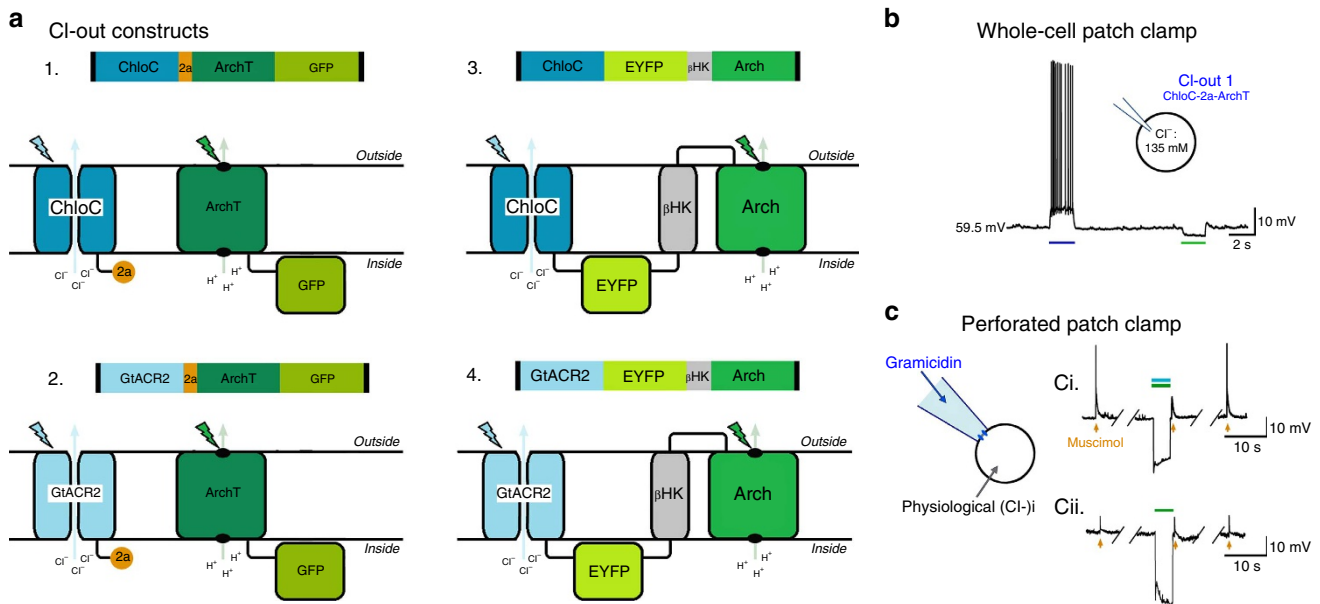 a
Cl-out constructs
1.
ChloC 2a ArchT GFP
Outside
ChloC
ArchT
Inside
Cl⁻ Cl⁻ Cl⁻
2a
H⁺ H⁺ H⁺
GFP
2.
GtACR2 2a ArchT GFP
Outside
GtACR2
ArchT
Inside
Cl⁻ Cl⁻ Cl⁻
2a
H⁺ H⁺ H⁺
GFP
3.
ChloC EYFP βHK Arch
Outside
ChloC
βHK
Arch
Inside
Cl⁻ Cl⁻ Cl⁻
EYFP
H⁺ H⁺ H⁺
4.
GtACR2 EYFP βHK Arch
Outside
GtACR2
βHK
Arch
Inside
Cl⁻ Cl⁻ Cl⁻
EYFP
H⁺ H⁺ H⁺
b
Whole-cell patch clamp
Cl-out 1
ChloC-2a-ArchT
Cl⁻:
135 mM
59.5 mV
10 mV
2 s
c
Perforated patch clamp
Gramicidin
Physiological (Cl-)i
Ci.
Muscimol
10 mV
10 s
Cii.
10 mV
10 s